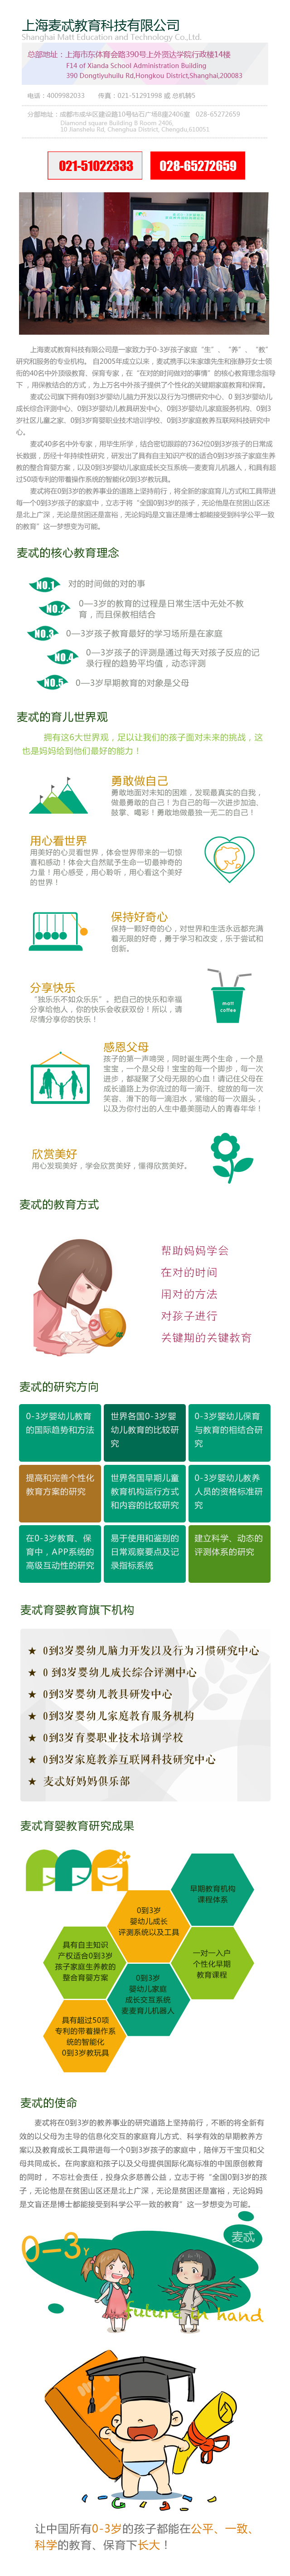 上海麦忒教育科技有限公司
Shanghai Matt Education and Technology Co.,Ltd.
总部地址：上海市东体育会路390号上外贤达学院行政楼14楼
F14 of Xianda School Administration Building
390 Dongtiyuhuilu Rd,Hongkou District,Shanghai,200083
电话：4009982033 传真：021-51291998 或 总机转5
分部地址：成都市成华区建设路10号钻石广场B座2406室 028-65272659
Diamond square Building B Room 2406,
10 Jianshelu Rd, Chenghua District, Chengdu,610051
021-51022333 028-65272659
上海麦忒教育科技有限公司是一家致力于0-3岁孩子家庭“生”、“养”、“教”
研究和服务的专业机构。自2005年成立以来，麦忒携手以朱家雄先生和张静芬女士领
衔的40名中外顶级教育、保育专家，在“在对的时间做对的事情”的核心教育理念指导
下，用保教结合的方式，为上万名中外孩子提供了个性化的关键期家庭教育和保育。
麦忒公司旗下拥有0到3岁婴幼儿脑力开发以及行为习惯研究中心、0 到3岁婴幼儿
成长综合评测中心、0到3岁婴幼儿教具研发中心、0到3岁婴幼儿家庭服务机构、0到3
岁社区儿童之家、0到3岁育婴职业技术培训学校、0到3岁家庭教养互联网科技研究中
心。
麦忒40多名中外专家，用毕生所学，结合密切跟踪的7362位0到3岁孩子的日常成
长数据，历经十年持续性研究，研发出了具有自主知识产权的适合0到3岁孩子家庭生养
教的整合育婴方案，以及0到3岁婴幼儿家庭成长交互系统—麦麦育儿机器人，和具有超
过50项专利的带着操作系统的智能化0到3岁教玩具。
麦忒将在0到3岁的教养事业的道路上坚持前行，将全新的家庭育儿方式和工具带进
每一个0到3岁孩子的家庭中，立志于将“全国0到3岁的孩子，无论他是在贫困山区还
是北上广深，无论是贫困还是富裕，无论妈妈是文盲还是博士都能接受到科学公平一致
的教育”这一梦想变为可能。
麦忒的核心教育理念
NO.1 对的时间做的对的事
NO.2 0—3岁的教育的过程是日常生活中无处不教
育，而且保教相结合
NO.3 0—3岁孩子教育最好的学习场所是在家庭
NO.4 0—3岁孩子的评测是通过每天对孩子反应的记
录行程的趋势平均值，动态评测
NO.5 0—3岁早期教育的对象是父母
麦忒的育儿世界观
拥有这6大世界观，足以让我们的孩子面对未来的挑战，这
也是妈妈给到他们最好的能力！
勇敢做自己
勇敢地面对未知的困难，发现最真实的自我，
做最勇敢的自己！为自己的每一次进步加油、
鼓掌、喝彩！勇敢地做最独一无二的自己！
用心看世界
用美好的心灵看世界，体会世界带来的一切惊
喜和感动！体会大自然赋予生命一切最神奇的
力量！用心感受，用心聆听，用心看这个美好
的世界！
保持好奇心
保持一颗好奇的心，对世界和生活永远都充满
着无限的好奇，勇于学习和改变，乐于尝试和
创新。
分享快乐
“独乐乐不如众乐乐”。把自己的快乐和幸福
分享给他人，你的快乐会收获双份！所以，请
尽情分享你的快乐！
matt
coffee
感恩父母
孩子的第一声啼哭，同时诞生两个生命，一个是
宝宝，一个是父母！宝宝的每一个脚步，每一次
进步，都凝聚了父母无限的心血！请记住父母在
成长道路上为你流过的每一滴汗、绽放的每一次
笑容、滑下的每一滴泪水，紧缩的每一次眉头，
以及为你付出的人生中最美丽动人的青春年华！
欣赏美好
用心发现美好，学会欣赏美好，懂得欣赏美好。
麦忒的教育方式
帮助妈妈学会
在对的时间
用对的方法
对孩子进行
关键期的关键教育
麦忒的研究方向
0-3岁婴幼儿教育
的国际趋势和方法
世界各国0-3岁婴
幼儿教育的比较研
究
0-3岁婴幼儿保育
与教育的相结合研
究
提高和完善个性化
教育方案的研究
世界各国早期儿童
教育机构运行方式
和内容的比较研究
0-3岁婴幼儿教养
人员的资格标准研
究
在0-3岁教育、保
育中，APP系统的
高级互动性的研究
易于使用和鉴别的
日常观察要点及记
录指标系统
建立科学、动态的
评测体系的研究
麦忒育婴教育旗下机构
★ 0到3岁婴幼儿脑力开发以及行为习惯研究中心
★ 0 到3岁婴幼儿成长综合评测中心
★ 0到3岁婴幼儿教具研发中心
★ 0到3岁婴幼儿家庭教育服务机构
★ 0到3岁育婴职业技术培训学校
★ 0到3岁家庭教养互联网科技研究中心
★ 麦忒好妈妈俱乐部
麦忒育婴教育研究成果
早期教育机构
课程体系
0到3岁
婴幼儿成长
评测系统以及工具
具有自主知识
产权适合0到3岁
孩子家庭生养教的
整合育婴方案
一对一入户
个性化早期
教育课程
0到3岁
婴幼儿家庭
成长交互系统
麦麦育儿机器人
具有超过50项
专利的带着操作系
统的智能化
0到3岁教玩具
麦忒的使命
麦忒将在0到3岁的教养事业的研究道路上坚持前行，不断的将全新有
效的以父母为主导的信息化交互的家庭育儿方式、科学有效的早期教养方
案以及教育成长工具带进每一个0到3岁孩子的家庭中，陪伴万千宝贝和父
母共同成长。在向家庭和孩子以及父母提供国际化高标准的中国原创教育
的同时，不忘社会责任，投身众多慈善公益，立志于将“全国0到3岁的孩
子，无论他是在贫困山区还是北上广深，无论是贫困还是富裕，无论妈妈
是文盲还是博士都能接受到科学公平一致的教育”这一梦想变为可能。
0-3Y
麦忒
future in hand
让中国所有0-3岁的孩子都能在公平、一致、
科学的教育、保育下长大！